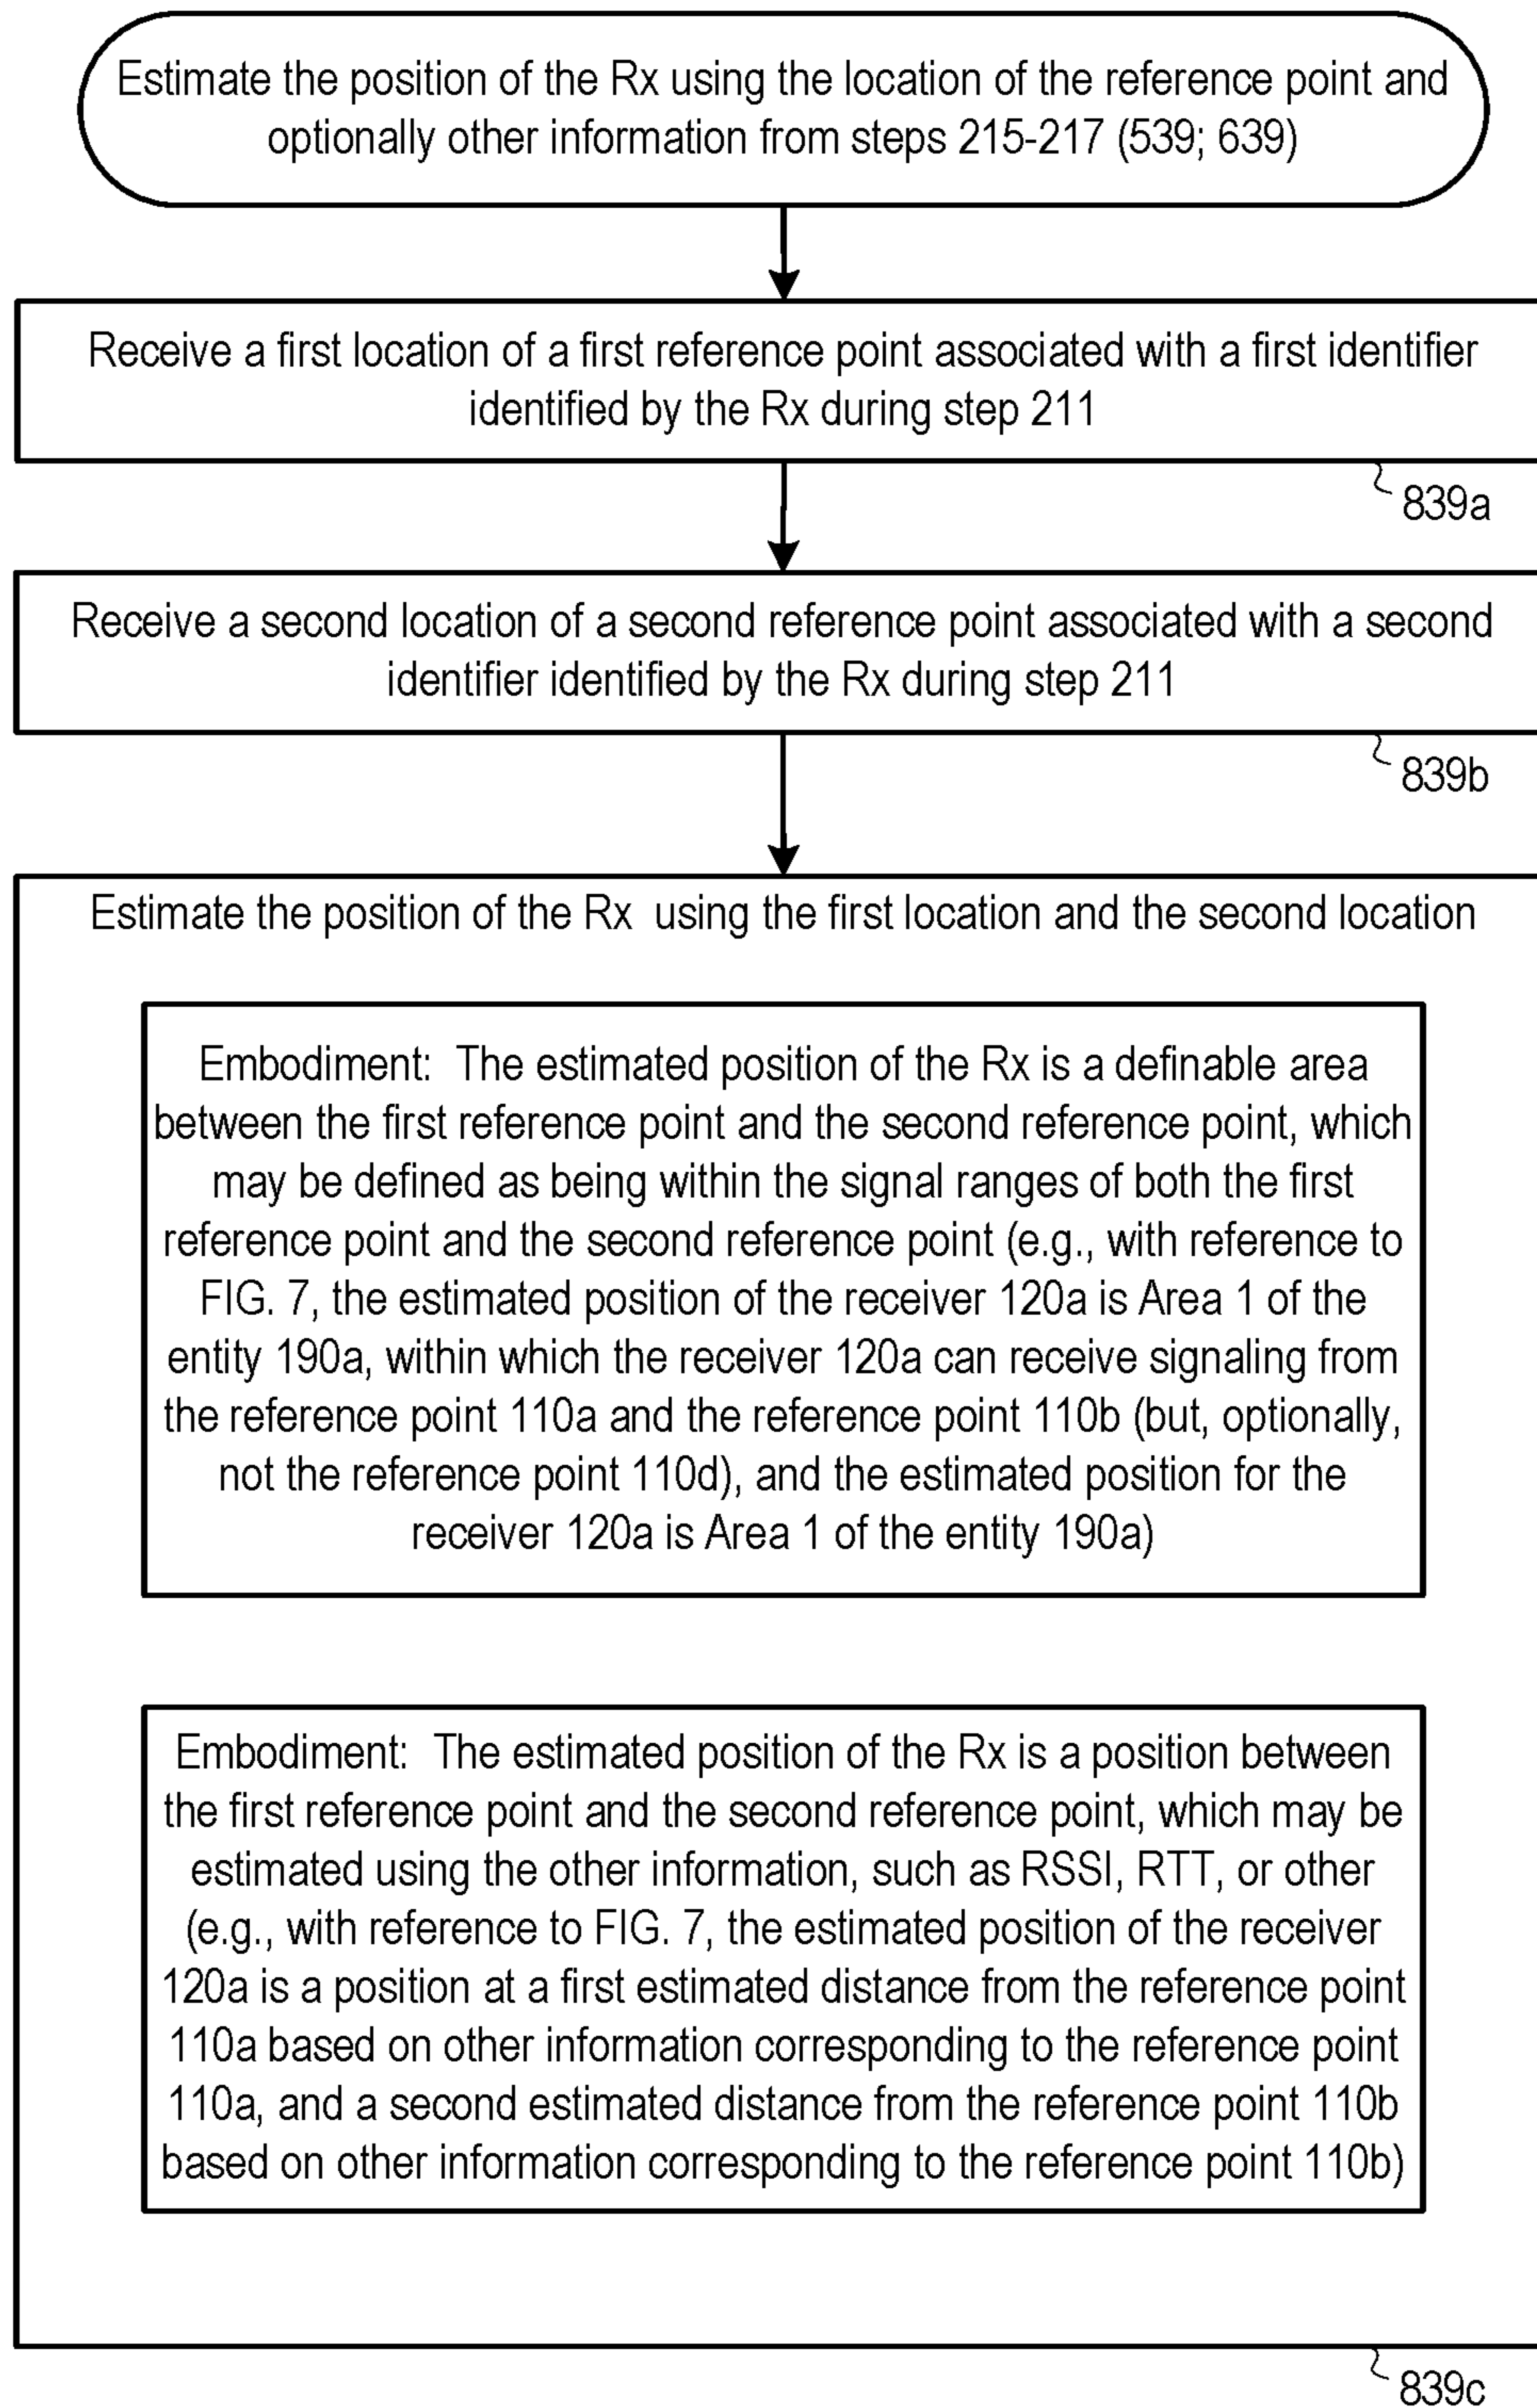 Estimate the position of the Rx using the location of the reference point and
optionally other information from steps 215-217 (539; 639)
Receive a first location of a first reference point associated with a first identifier
identified by the Rx during step 211
839a
Receive a second location of a second reference point associated with a second
identifier identified by the Rx during step 211
839b
Estimate the position of the Rx  using the first location and the second location
Embodiment:  The estimated position of the Rx is a definable area
between the first reference point and the second reference point, which
may be defined as being within the signal ranges of both the first
reference point and the second reference point (e.g., with reference to
FIG. 7, the estimated position of the receiver 120a is Area 1 of the
entity 190a, within which the receiver 120a can receive signaling from
the reference point 110a and the reference point 110b (but, optionally,
not the reference point 110d), and the estimated position for the
receiver 120a is Area 1 of the entity 190a)
Embodiment:  The estimated position of the Rx is a position between
the first reference point and the second reference point, which may be
estimated using the other information, such as RSSI, RTT, or other
(e.g., with reference to FIG. 7, the estimated position of the receiver
120a is a position at a first estimated distance from the reference point
110a based on other information corresponding to the reference point
110a, and a second estimated distance from the reference point 110b
based on other information corresponding to the reference point 110b)
839c